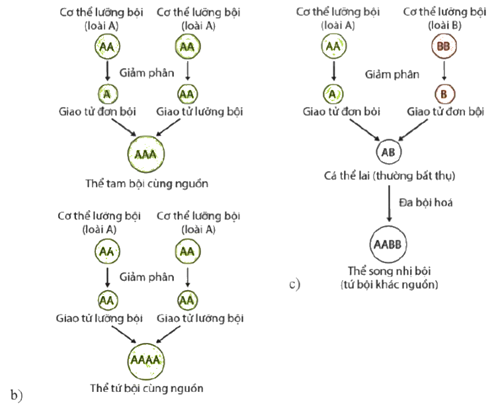 Cơ thể lưỡng bội Cơ thể lưỡng bội
(loài A) (loài A)
AA AA
Giảm phân
A AA
Giao tử đơn bội Giao tử lưỡng bội
AAA
Thể tam bội cùng nguồn
Cơ thể lưỡng bội Cơ thể lưỡng bội
(loài A) (loài A)
AA AA
Giảm phân
AA AA
Giao tử lưỡng bội Giao tử lưỡng bội
AAAA
Thể tứ bội cùng nguồn
b)
Cơ thể lưỡng bội Cơ thể lưỡng bội
(loài A) (loài B)
AA BB
Giảm phân
A B
Giao tử đơn bội Giao tử đơn bội
AB
Cá thể lai (thường bất thụ)
Đa bội hoá
AABB
Thể song nhị bội
(tứ bội khác nguồn)
c)